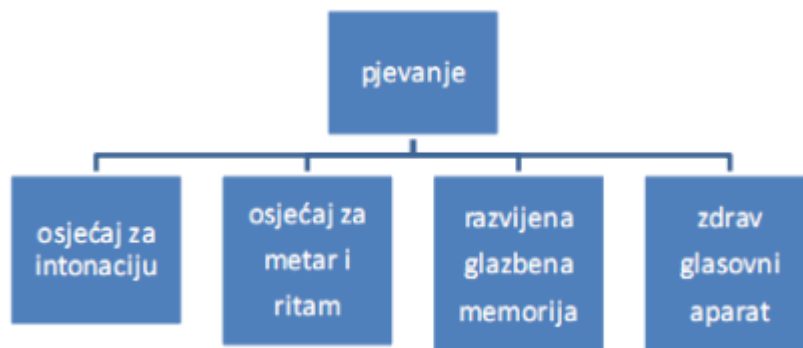 pjevanje
osjećaj za
intonaciju
osjećaj za
metar i
ritam
razvijena
glazbena
memorija
zdrav
glasovni
aparat